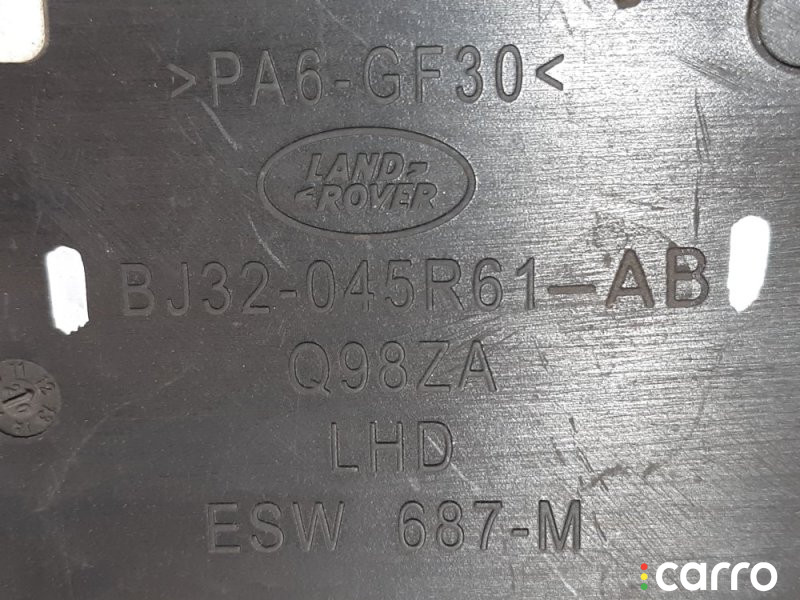 >PA6-GF30<
LAND
ROVER
BJ32-045R61-AB
Q98ZA
LHD
ESW 687-M
carro